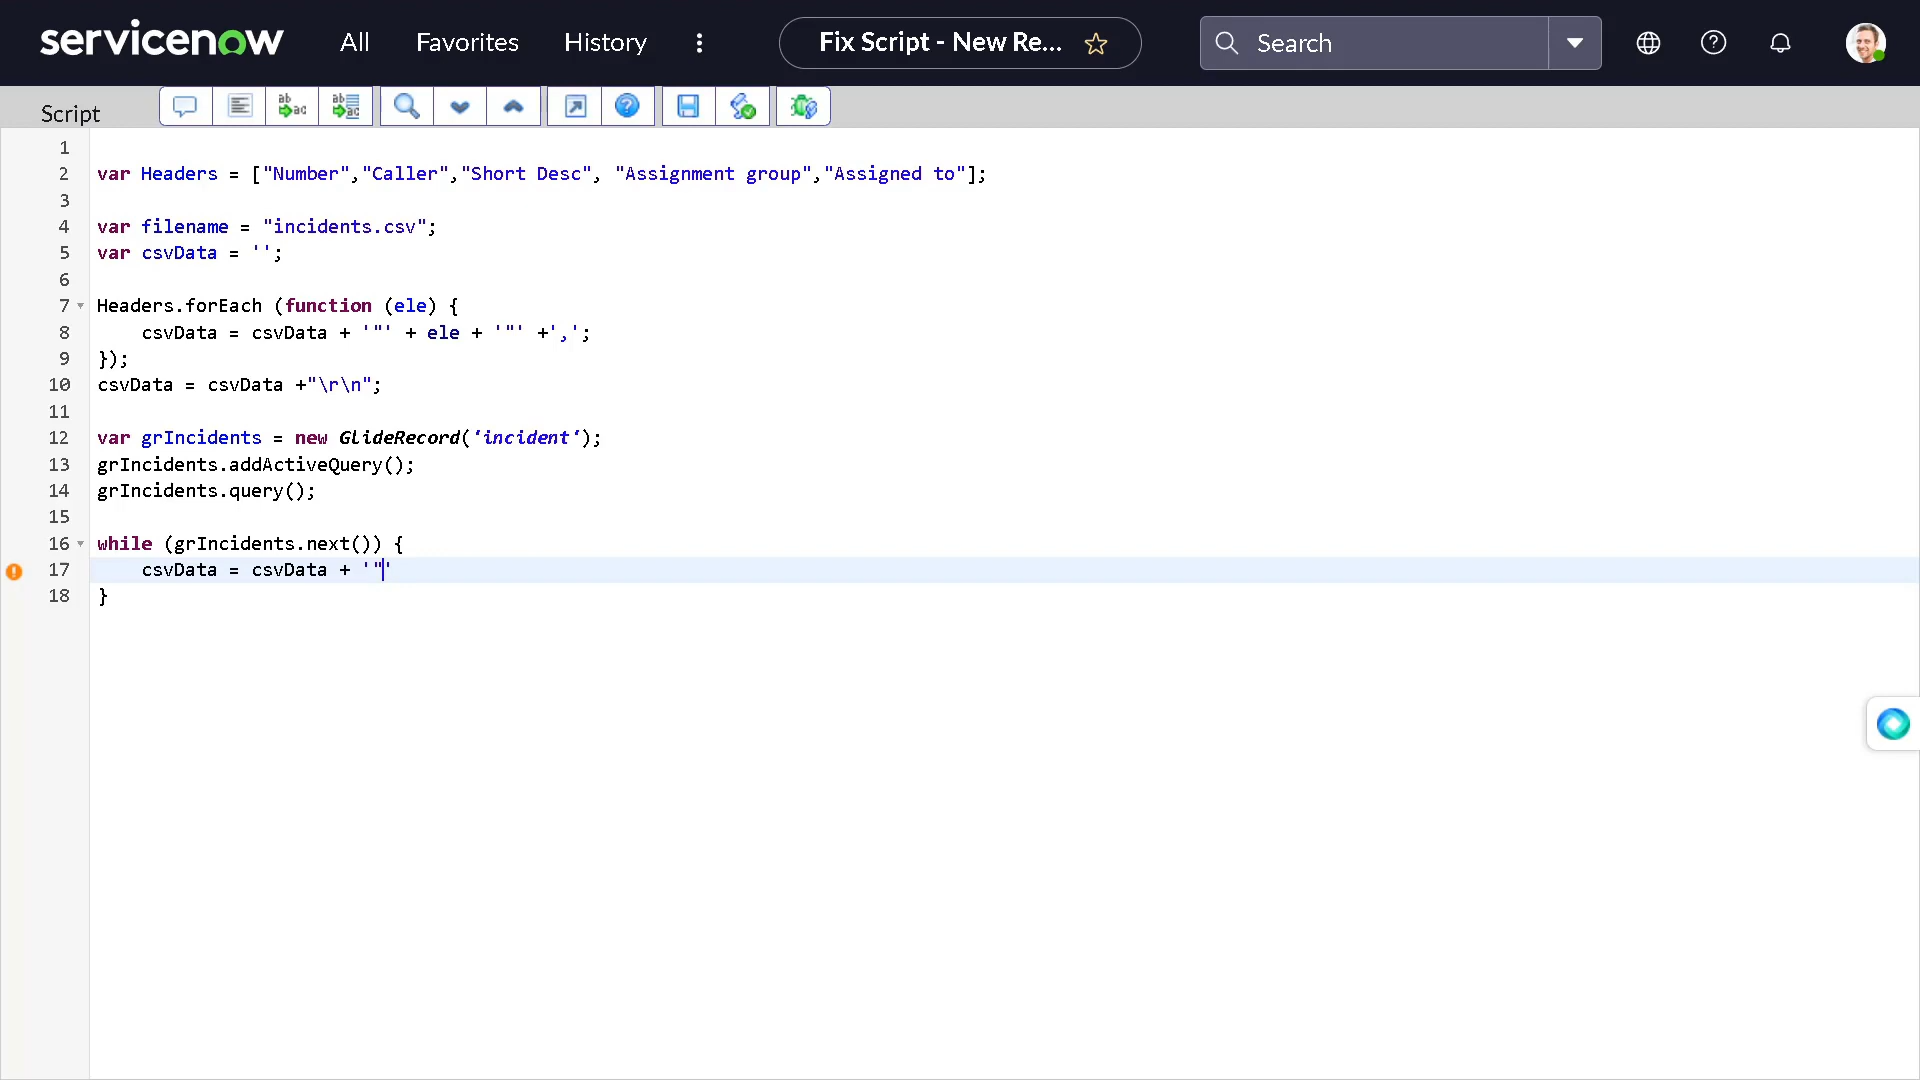 servicenow
All
Favorites
History
Fix Script - New Re...
Search
Script
1
2 var Headers = ["Number","Caller","Short Desc", "Assignment group","Assigned to"];
3
4 var filename = "incidents.csv";
5 var csvData = '';
6
7 Headers.forEach (function (ele) {
8 csvData = csvData + '"' + ele + '"' +',';
9 });
10 csvData = csvData +"\r\n";
11
12 var grIncidents = new GlideRecord('incident');
13 grIncidents.addActiveQuery();
14 grIncidents.query();
15
16 while (grIncidents.next()) {
17 csvData = csvData + '"'
18 }